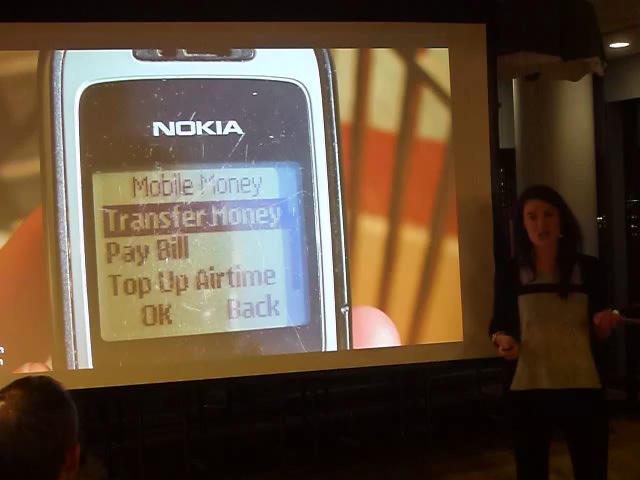 NOKIA
Mobile Money
Transfer Money
Pay Bill
Top Up Airtime
OK Back